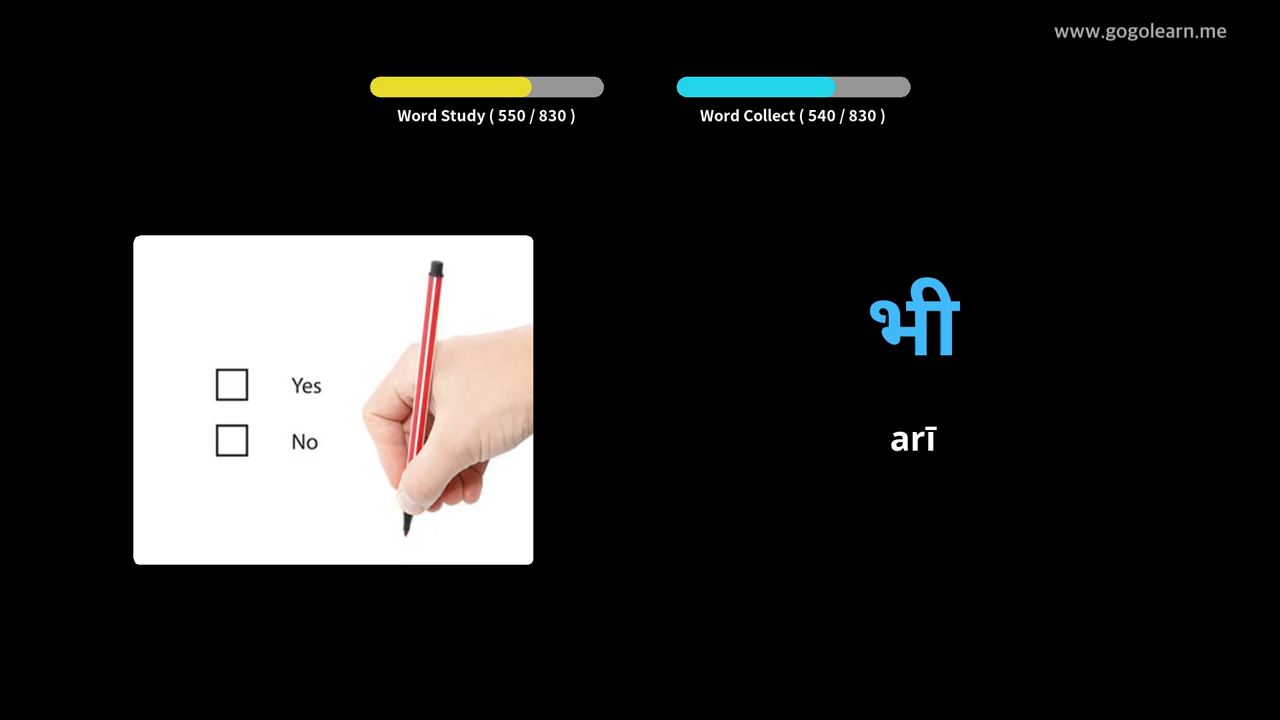 www.gogolearn.me
Word Study ( 550 / 830 )
Word Collect ( 540 / 830 )
Yes
No
भी
arī